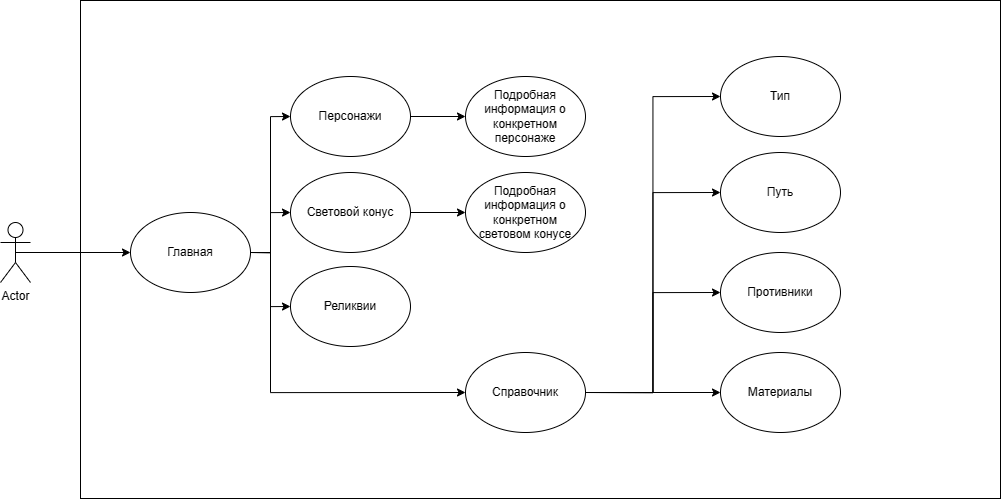 Actor
Главная
Персонажи
Подробная
информация о
конкретном
персонаже
Световой конус
Подробная
информация о
конкретном
световом конусе
Реликвии
Справочник
Тип
Путь
Противники
Материалы